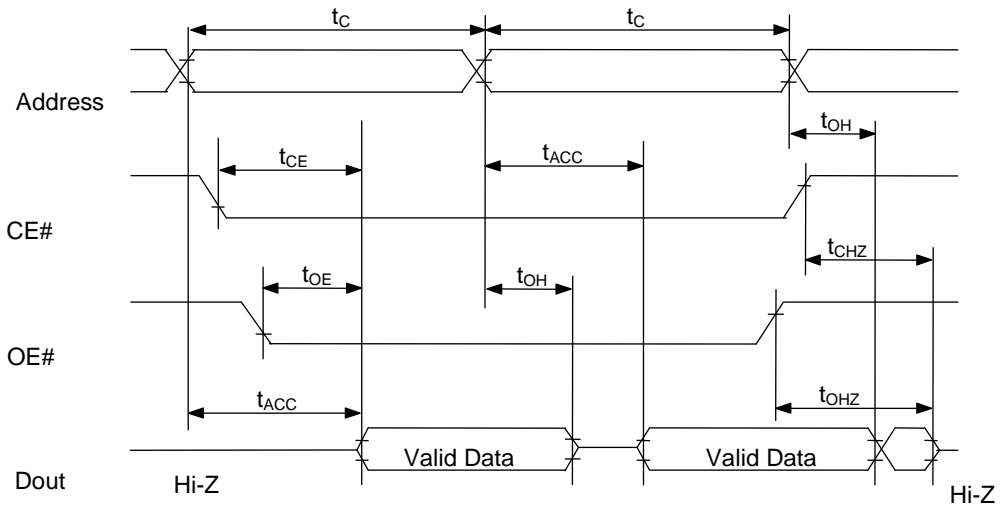 tC tC
Address
tOH
tCE tACC
CE#
tCHZ
tOE tOH
OE#
tACC tOHZ
Valid Data Valid Data
Dout Hi-Z Hi-Z